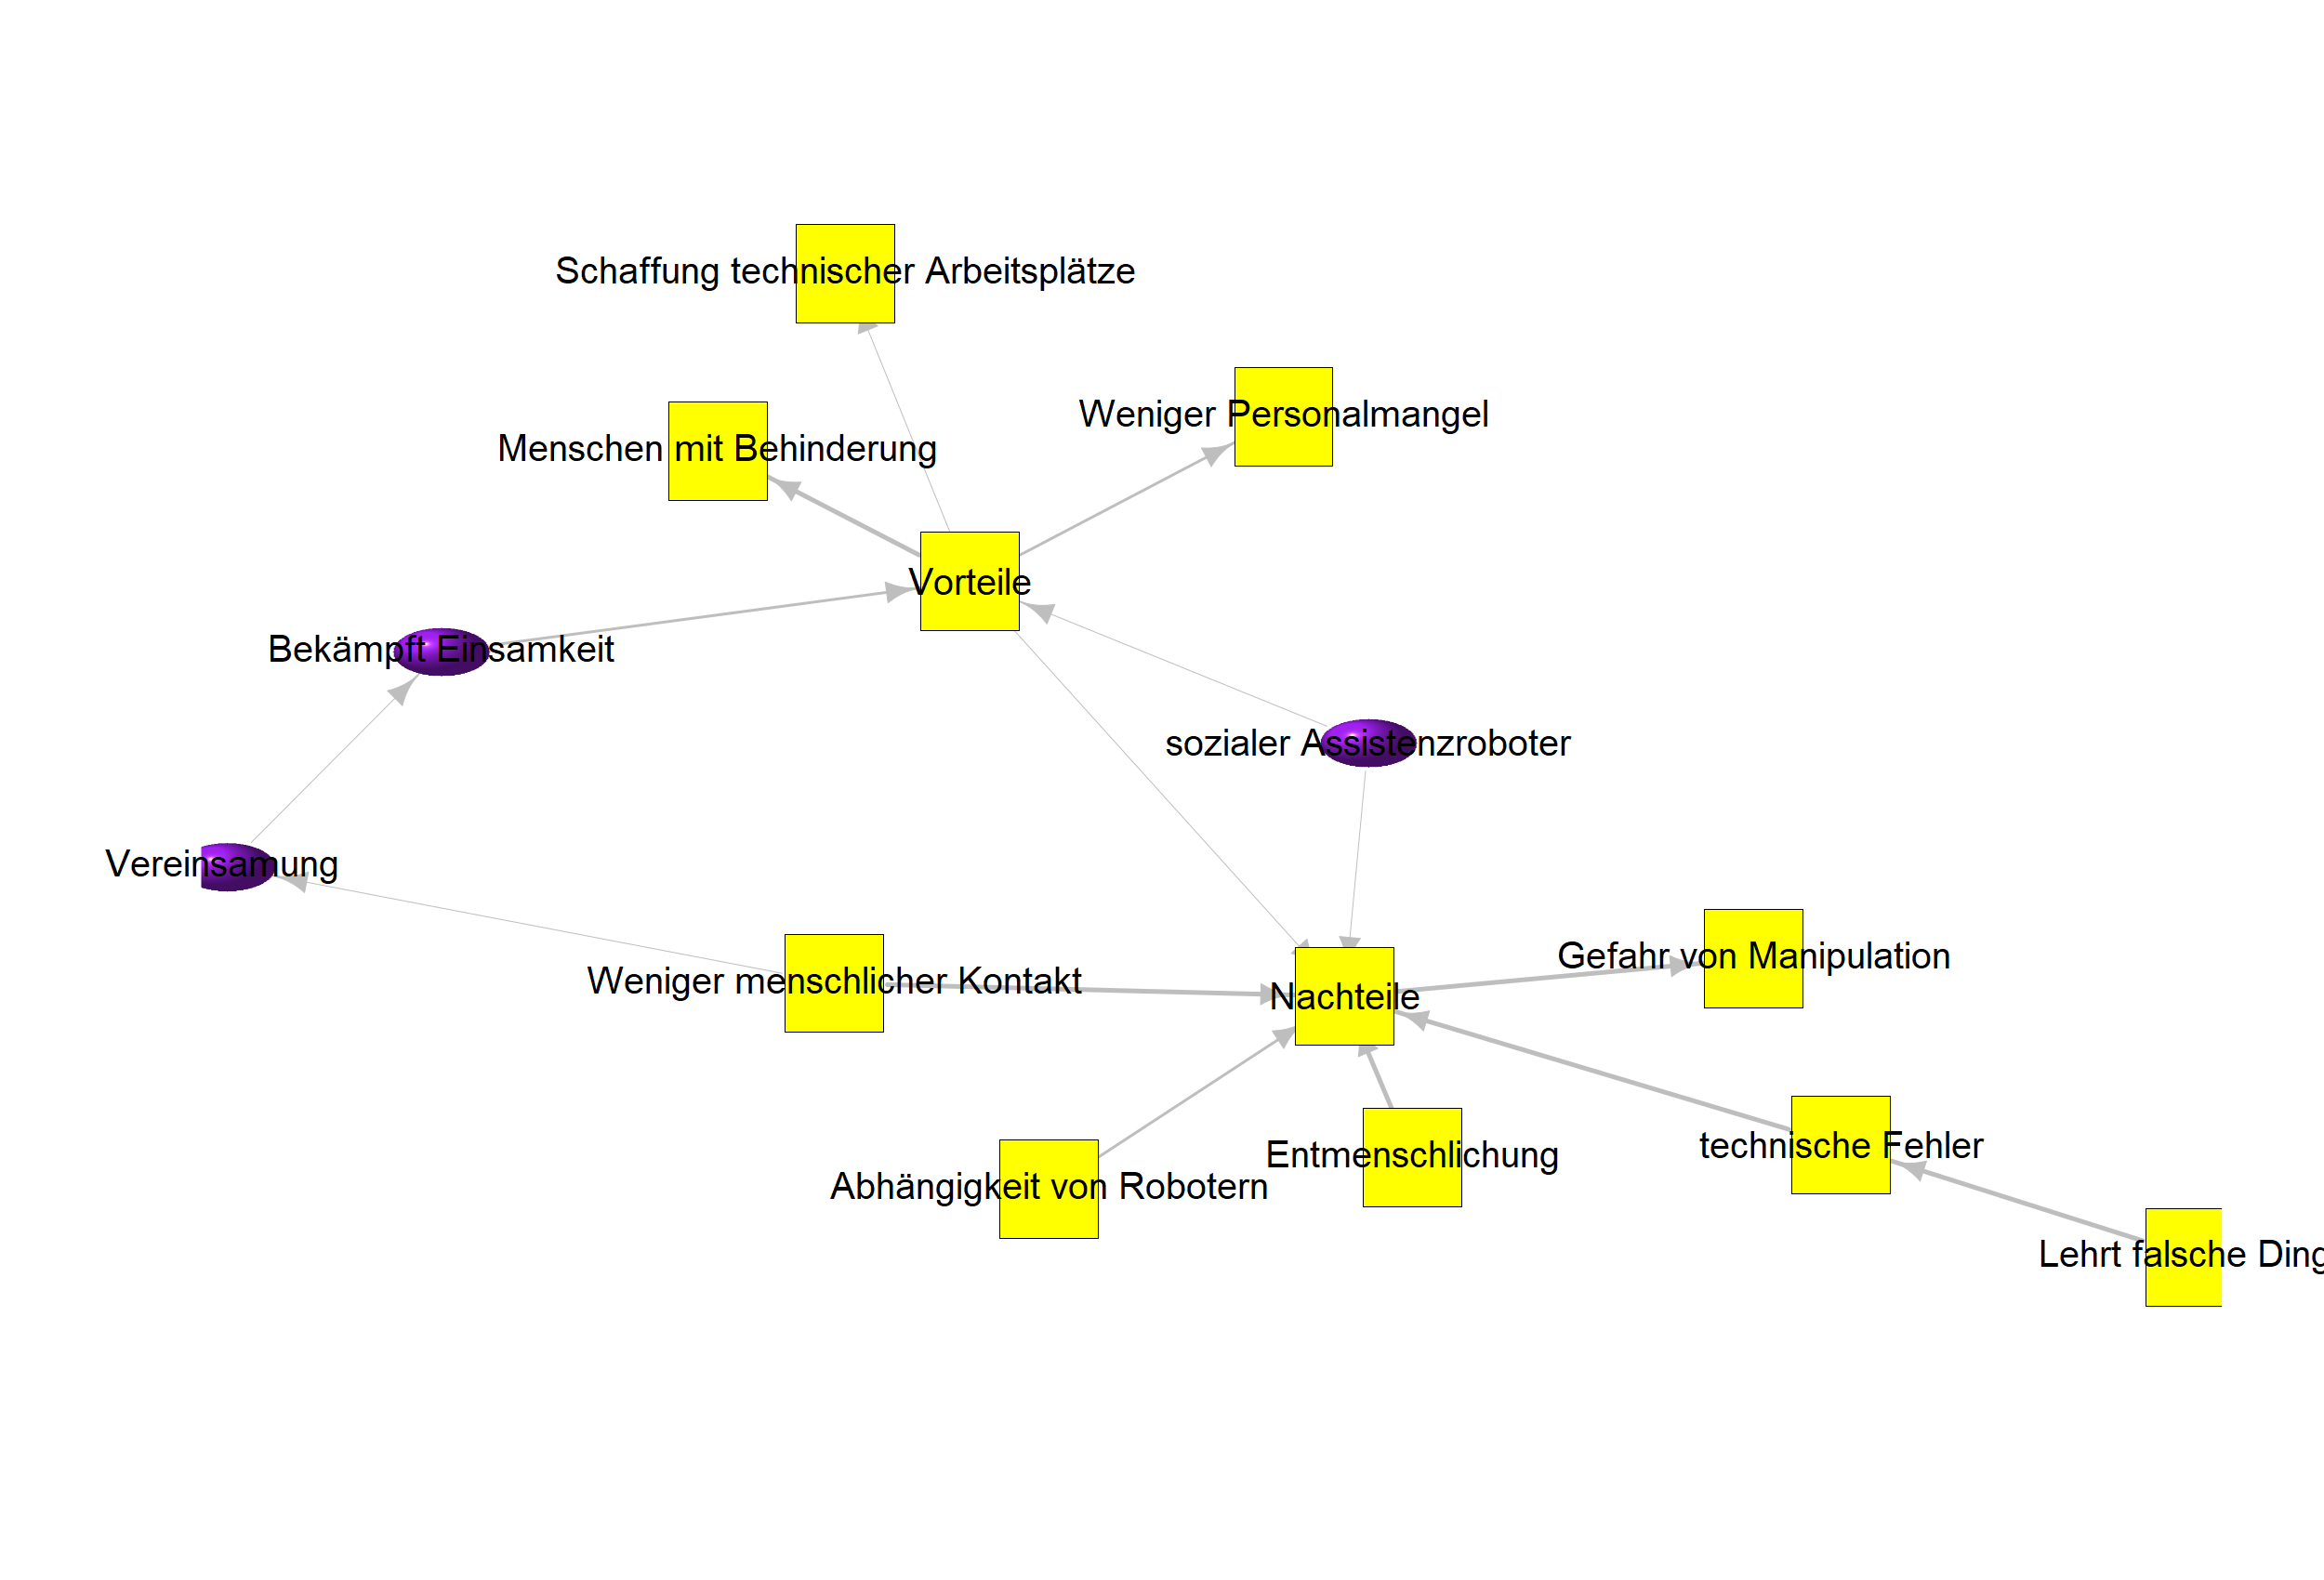 Schaffung technischer Arbeitsplätze
Weniger Personalmangel
Menschen mit Behinderung
Vorteile
Bekämpft Einsamkeit
sozialer Assistenzroboter
Vereinsamung
Gefahr von Manipulation
Weniger menschlicher Kontakt
Nachteile
technische Fehler
Entmenschlichung
Abhängigkeit von Robotern
Lehrt falsche Ding